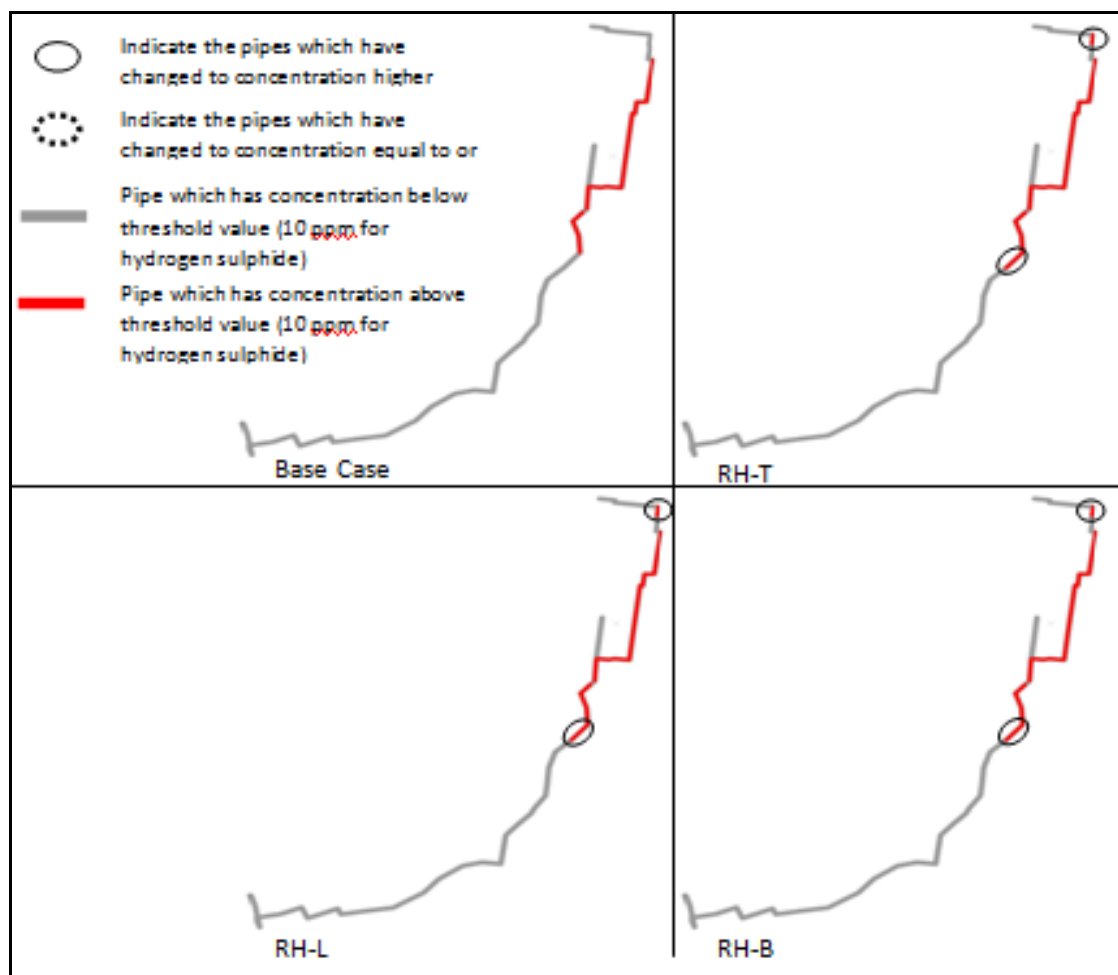 Indicate the pipes which have
changed to concentration higher
Indicate the pipes which have
changed to concentration equal to or
Pipe which has concentration below
threshold value (10 ppm for
hydrogen sulphide)
Pipe which has concentration above
threshold value (10 ppm for
hydrogen sulphide)
Base Case
RH-T
RH-L
RH-B